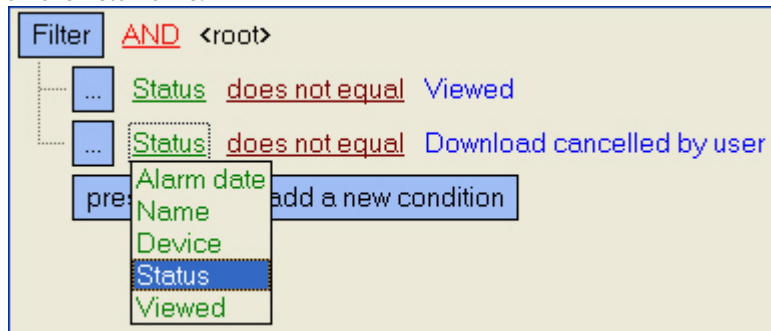 Filter AND <root>
... Status does not equal Viewed
... Status does not equal Download cancelled by user
Alarm date
add a new condition
Name
Device
Status
Viewed